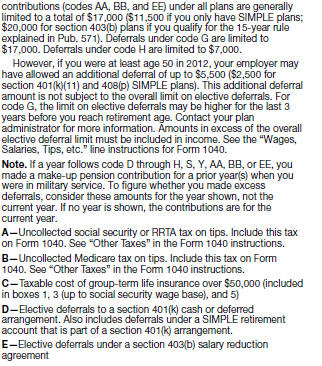 contributions (codes AA, BB, and EE) under all plans are generally
limited to a total of $17,000 ($11,500 if you only have SIMPLE plans;
$20,000 for section 403(b) plans if you qualify for the 15-year rule
explained in Pub. 571). Deferrals under code G are limited to
$17,000. Deferrals under code H are limited to $7,000.
However, if you were at least age 50 in 2012, your employer may
have allowed an additional deferral of up to $5,500 ($2,500 for
section 401(k)(11) and 408(p) SIMPLE plans). This additional deferral
amount is not subject to the overall limit on elective deferrals. For
code G, the limit on elective deferrals may be higher for the last 3
years before you reach retirement age. Contact your plan
administrator for more information. Amounts in excess of the overall
elective deferral limit must be included in income. See the “Wages,
Salaries, Tips, etc.” line instructions for Form 1040.
Note. If a year follows code D through H, S, Y, AA, BB, or EE, you
made a make-up pension contribution for a prior year(s) when you
were in military service. To figure whether you made excess
deferrals, consider these amounts for the year shown, not the
current year. If no year is shown, the contributions are for the
current year.
A—Uncollected social security or RRTA tax on tips. Include this tax
on Form 1040. See “Other Taxes” in the Form 1040 instructions.
B—Uncollected Medicare tax on tips. Include this tax on Form
1040. See “Other Taxes” in the Form 1040 instructions.
C—Taxable cost of group-term life insurance over $50,000 (included
in boxes 1, 3 (up to social security wage base), and 5)
D—Elective deferrals to a section 401(k) cash or deferred
arrangement. Also includes deferrals under a SIMPLE retirement
account that is part of a section 401(k) arrangement.
E—Elective deferrals under a section 403(b) salary reduction
agreement